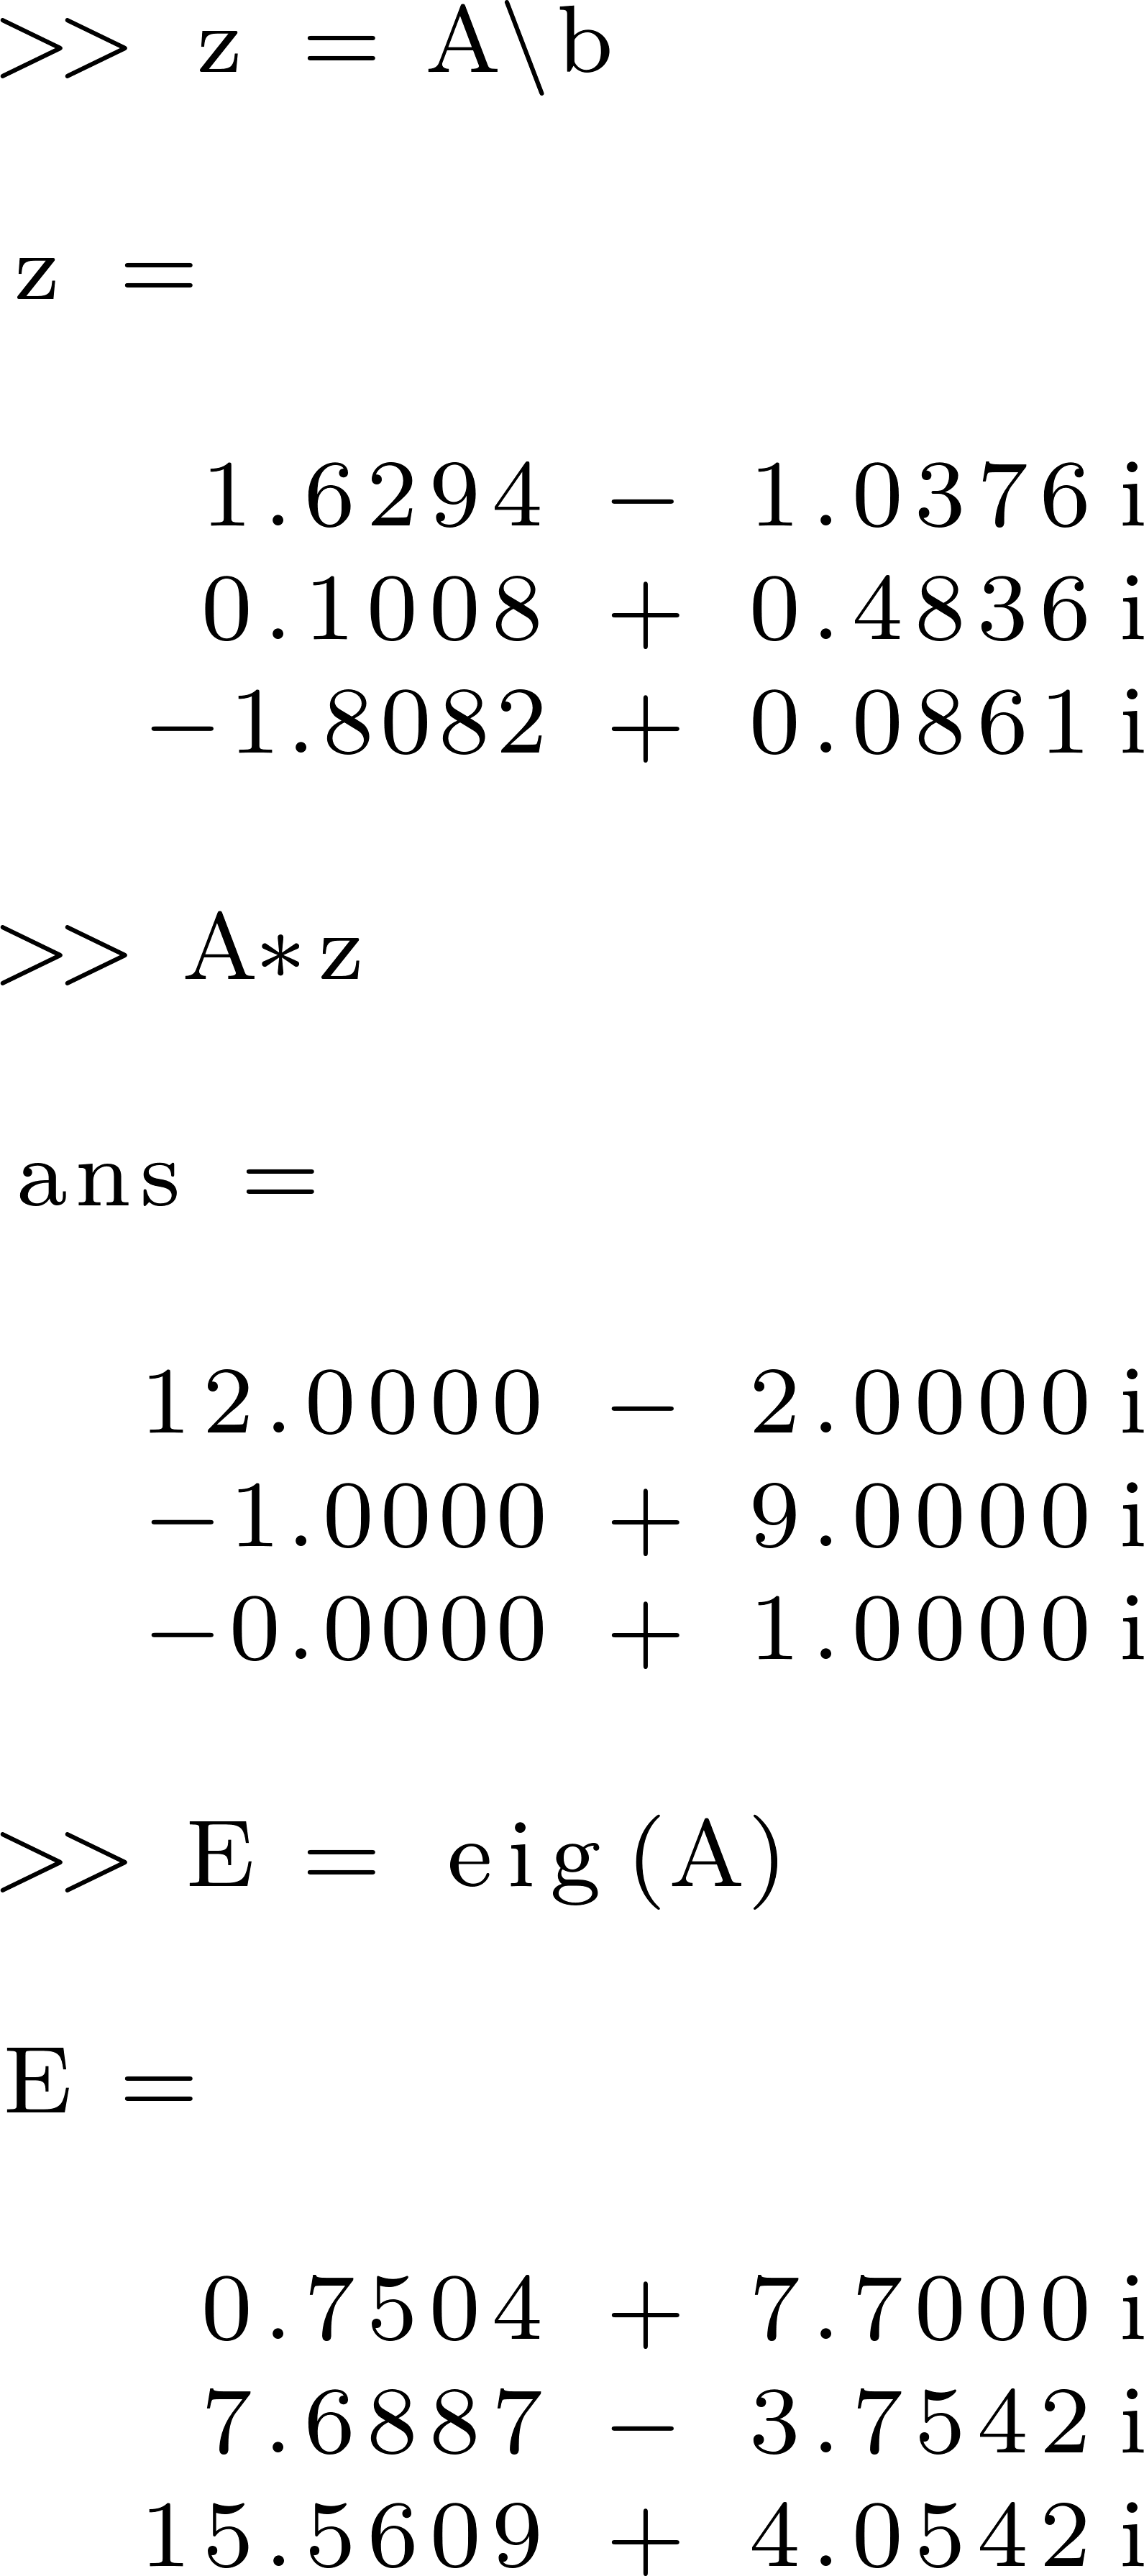 >> z = A\b
z =
1.6294 − 1.0376i
0.1008 + 0.4836i
−1.8082 + 0.0861i
>> A*z
ans =
12.0000 − 2.0000i
−1.0000 + 9.0000i
−0.0000 + 1.0000i
>> E = eig(A)
E =
0.7504 + 7.7000i
7.6887 − 3.7542i
15.5609 + 4.0542i